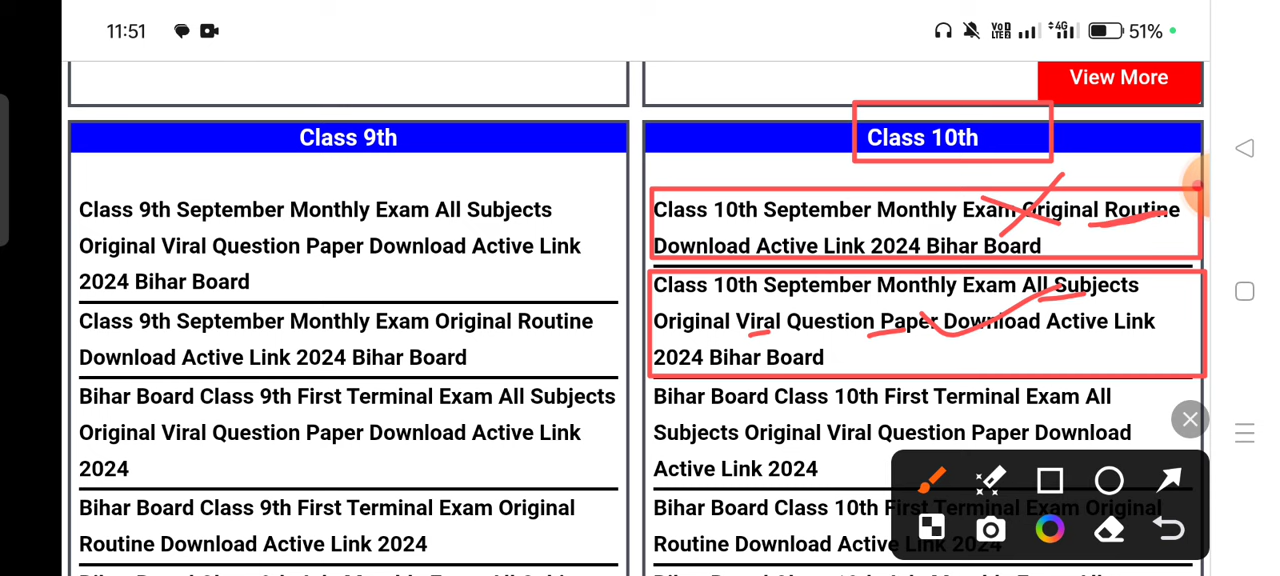 11:51
VoD
LTE2
4G
51%
View More
Class 9th
Class 9th September Monthly Exam All Subjects
Original Viral Question Paper Download Active Link
2024 Bihar Board
Class 9th September Monthly Exam Original Routine
Download Active Link 2024 Bihar Board
Bihar Board Class 9th First Terminal Exam All Subjects
Original Viral Question Paper Download Active Link
2024
Bihar Board Class 9th First Terminal Exam Original
Routine Download Active Link 2024
Class 10th
Class 10th September Monthly Exam Original Routine
Download Active Link 2024 Bihar Board
Class 10th September Monthly Exam All Subjects
Original Viral Question Paper Download Active Link
2024 Bihar Board
Bihar Board Class 10th First Terminal Exam All
Subjects Original Viral Question Paper Download
Active Link 2024
Bihar Board Class 10th First Terminal Exam Original
Routine Download Active Link 2024